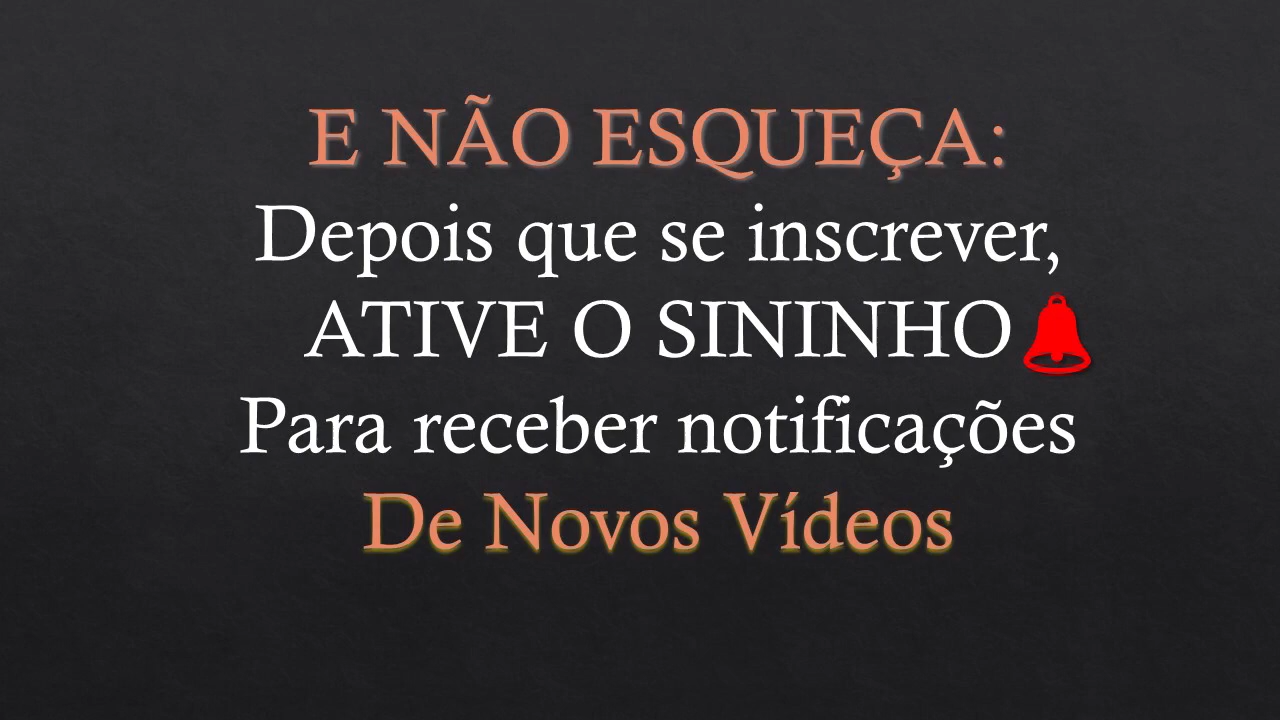 E NÃO ESQUEÇA:
Depois que se inscrever,
ATIVE O SININHO
Para receber notificações
De Novos Vídeos